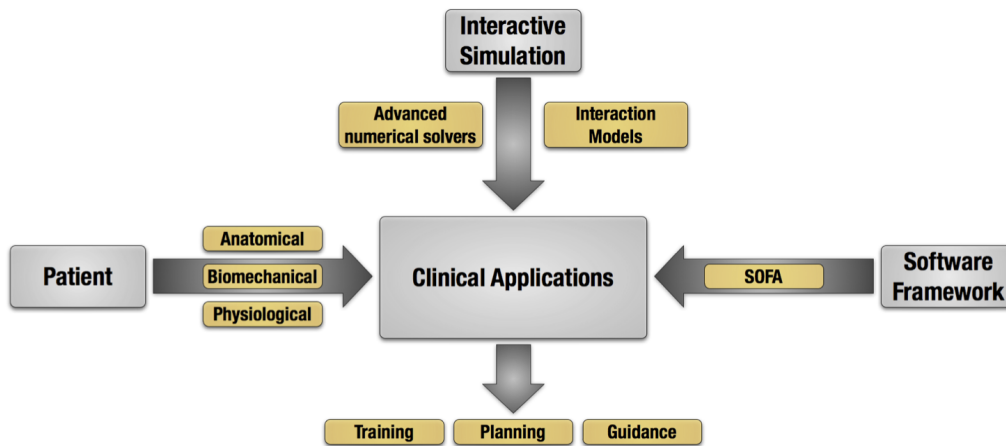 Interactive
Simulation
Advanced
numerical solvers
Interaction
Models
Anatomical
Patient
Biomechanical
Physiological
Clinical Applications
SOFA
Software
Framework
Training
Planning
Guidance